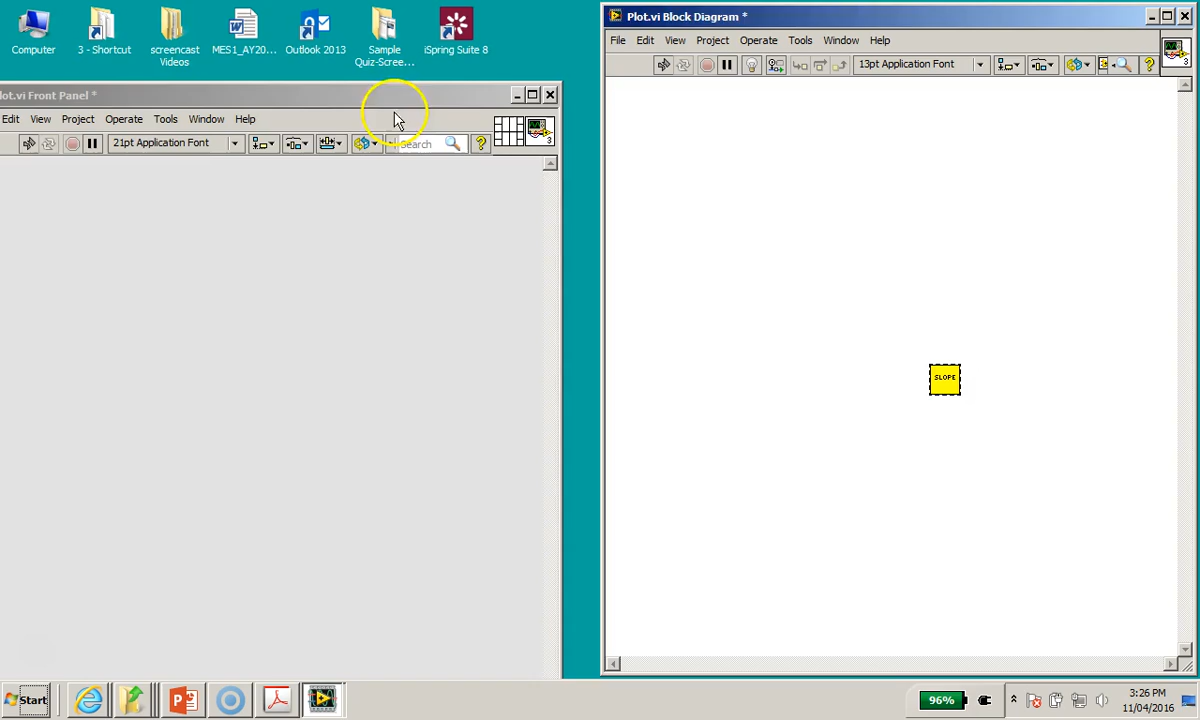 Computer
3 - Shortcut
screencast
Videos
MES1_AY20...
Outlook 2013
Sample
Quiz-Scree...
iSpring Suite 8
lot.vi Front Panel *
Edit View Project Operate Tools Window Help
21pt Application Font
Search
?
3
Plot.vi Block Diagram *
File Edit View Project Operate Tools Window Help
13pt Application Font
?
3
SLOPE
Start
96%
3:26 PM
11/04/2016